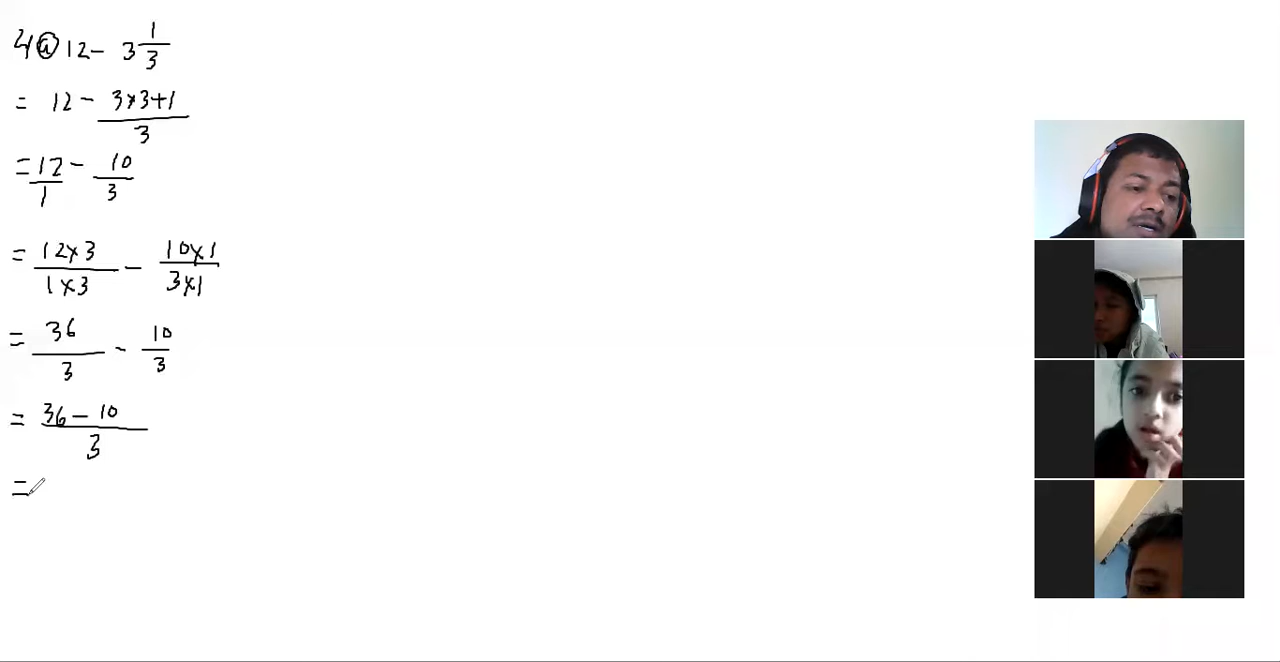 4 ⓐ 12 - 3 1/3
= 12 - (3×3+1)/3
= 12/1 - 10/3
= (12×3)/(1×3) - (10×1)/(3×1)
= 36/3 - 10/3
= (36 - 10)/3
=